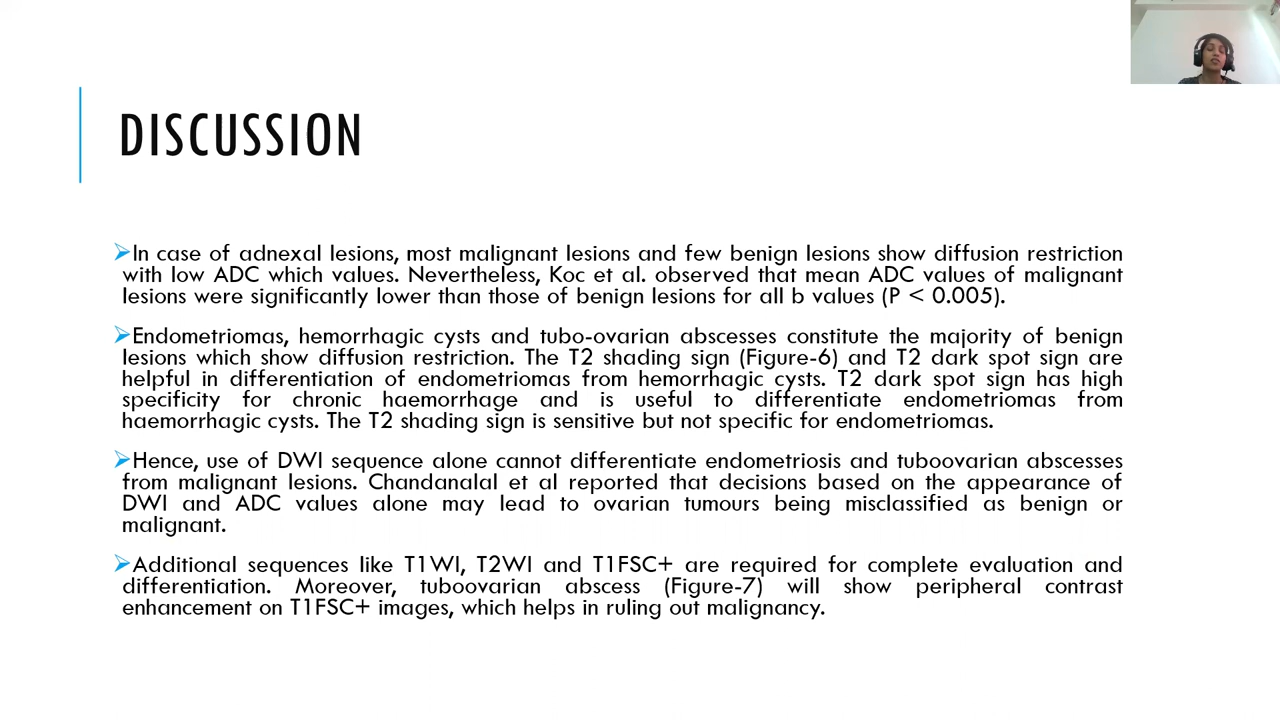 DISCUSSION
In case of adnexal lesions, most malignant lesions and few benign lesions show diffusion restriction
with low ADC which values. Nevertheless, Koc et al. observed that mean ADC values of malignant
lesions were significantly lower than those of benign lesions for all b values (P < 0.005).
Endometriomas, hemorrhagic cysts and tubo-ovarian abscesses constitute the majority of benign
lesions which show diffusion restriction. The T2 shading sign (Figure-6) and T2 dark spot sign are
helpful in differentiation of endometriomas from hemorrhagic cysts. T2 dark spot sign has high
specificity for chronic haemorrhage and is useful to differentiate endometriomas from
haemorrhagic cysts. The T2 shading sign is sensitive but not specific for endometriomas.
Hence, use of DWI sequence alone cannot differentiate endometriosis and tuboovarian abscesses
from malignant lesions. Chandanalal et al reported that decisions based on the appearance of
DWI and ADC values alone may lead to ovarian tumours being misclassified as benign or
malignant.
Additional sequences like T1WI, T2WI and T1FSC+ are required for complete evaluation and
differentiation. Moreover, tuboovarian abscess (Figure-7) will show peripheral contrast
enhancement on T1FSC+ images, which helps in ruling out malignancy.